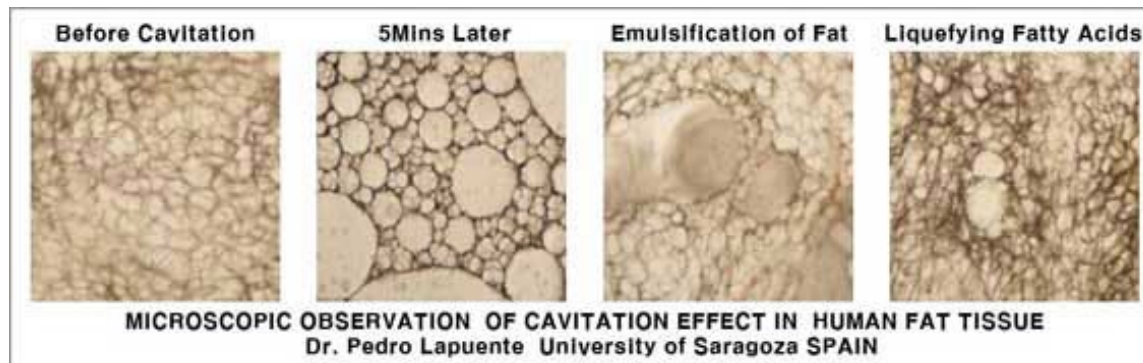 Before Cavitation
5Mins Later
Emulsification of Fat
Liquefying Fatty Acids
MICROSCOPIC OBSERVATION OF CAVITATION EFFECT IN HUMAN FAT TISSUE
Dr. Pedro Lapuente University of Saragoza SPAIN